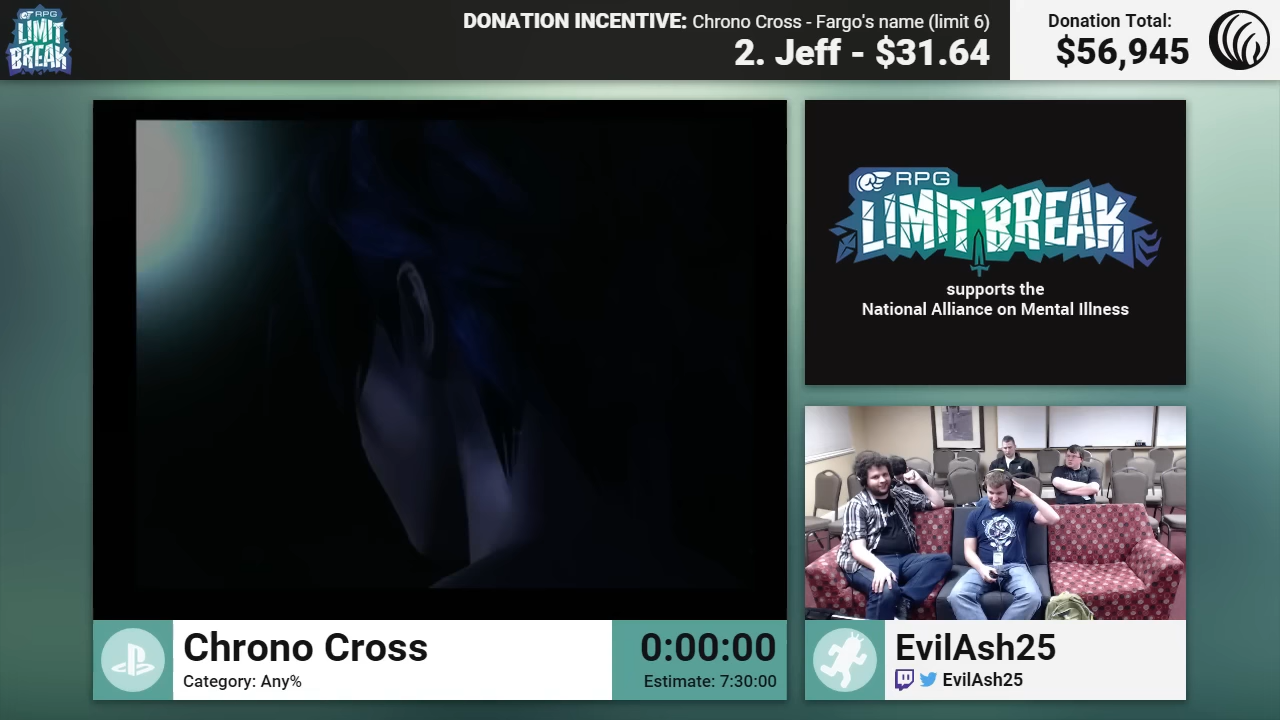 RPG
LIMIT
BREAK
DONATION INCENTIVE: Chrono Cross - Fargo's name (limit 6)
2. Jeff - $31.64
Donation Total:
$56,945
RPG
LIMIT BREAK
supports the
National Alliance on Mental Illness
Chrono Cross
Category: Any%
0:00:00
Estimate: 7:30:00
EvilAsh25
EvilAsh25